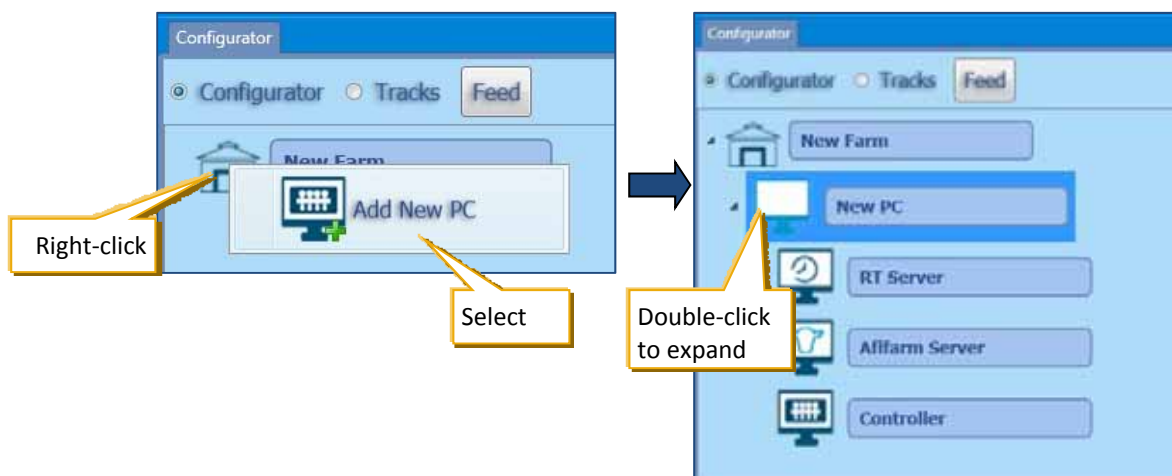 Configurator
Configurator Tracks Feed
New Farm
Add New PC
Right-click
Select
Configurator
Configurator Tracks Feed
New Farm
New PC
RT Server
Double-click
to expand
Afifarm Server
Controller